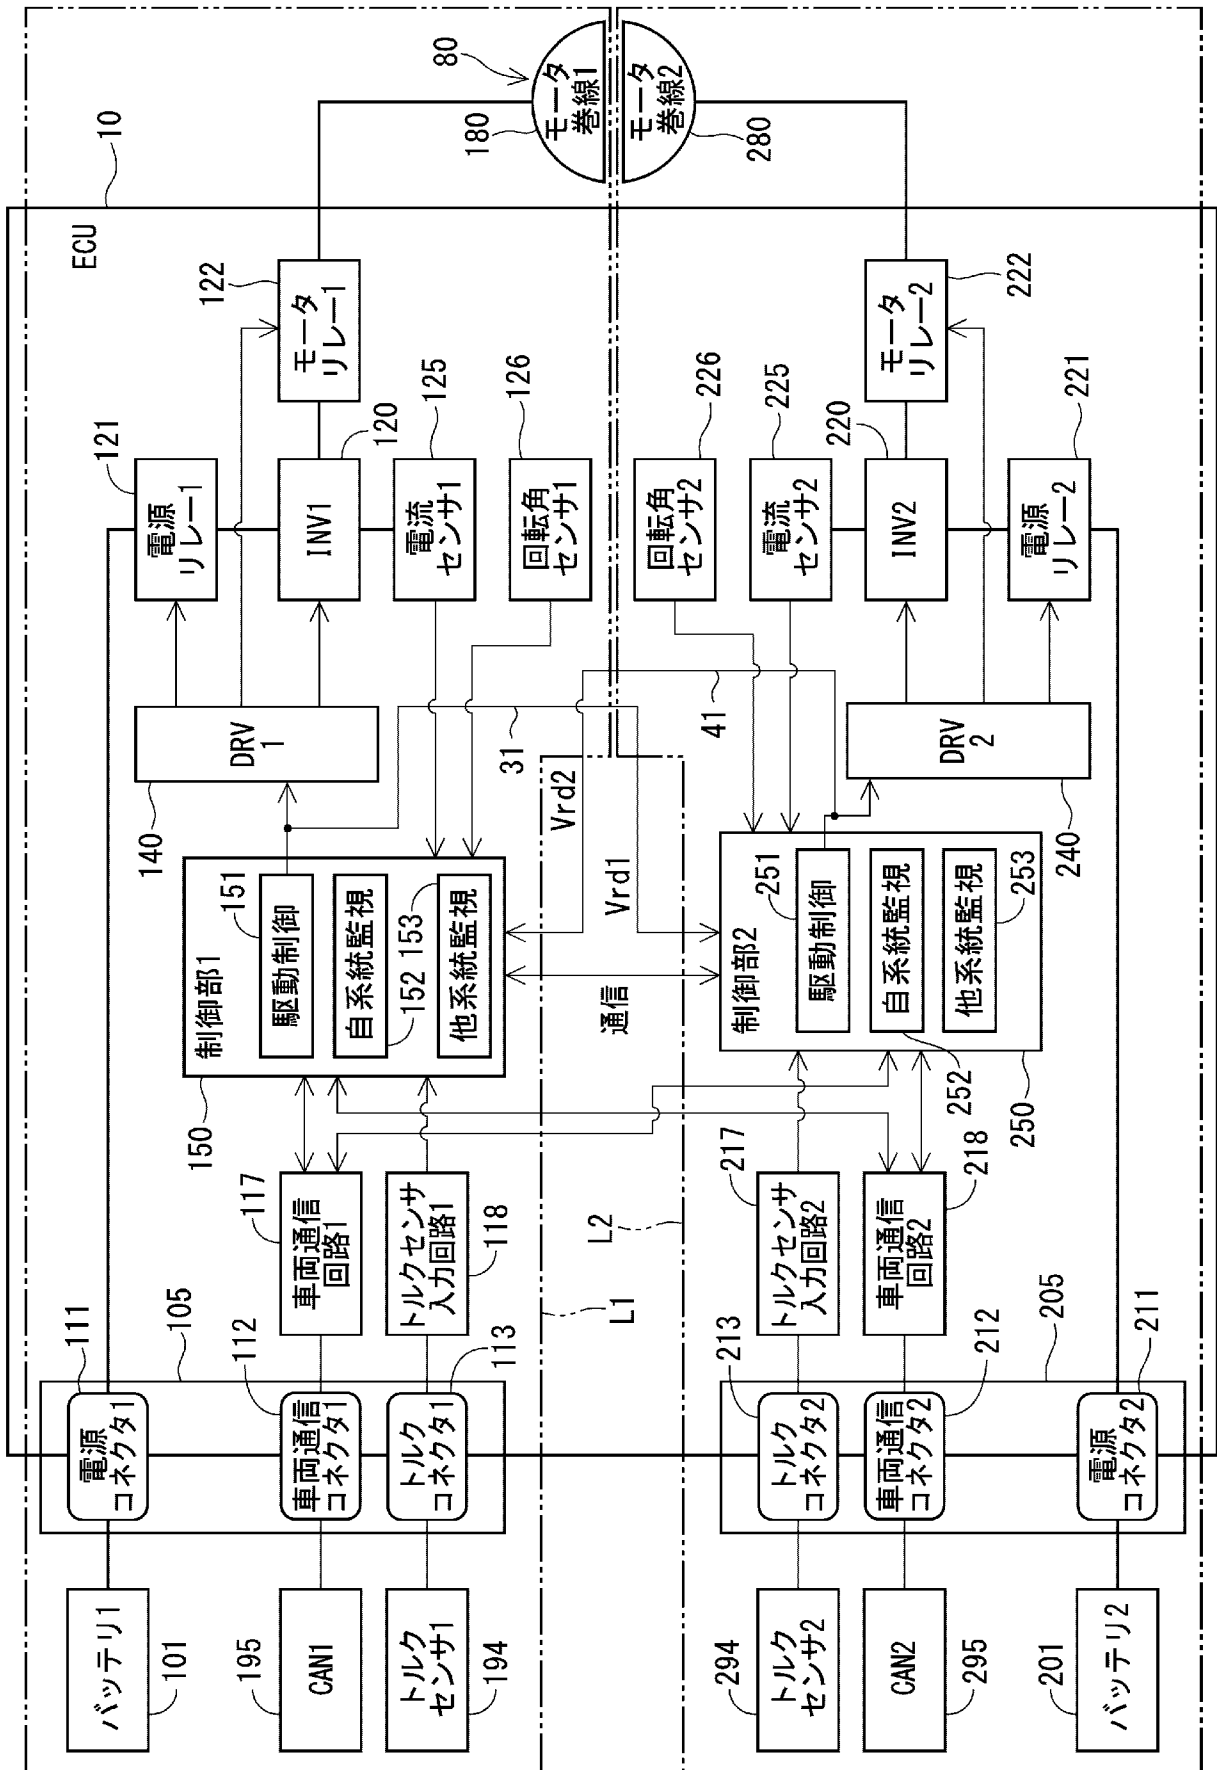 10
ECU
80
モータ
巻線1
180
モータ
巻線2
280
122
モータ
リレー1
121
電源
リレー1
120
INV1
125
電流
センサ1
126
回転角
センサ1
226
回転角
センサ2
225
電流
センサ2
220
INV2
222
モータ
リレー2
221
電源
リレー2
DRV
1
140
31
41
DRV
2
240
Vrd2
Vrd1
通信
制御部1
150
151
駆動制御
152
自系統監視
153
他系統監視
制御部2
250
251
駆動制御
252
自系統監視
253
他系統監視
117
車両通信
回路1
118
トルクセンサ
入力回路1
L1
L2
217
トルクセンサ
入力回路2
218
車両通信
回路2
105
111
電源
コネクタ1
112
車両通信
コネクタ1
113
トルク
コネクタ1
205
213
トルク
コネクタ2
212
車両通信
コネクタ2
211
電源
コネクタ2
バッテリ1
101
CAN1
195
トルク
センサ1
194
トルク
センサ2
294
CAN2
295
バッテリ2
201